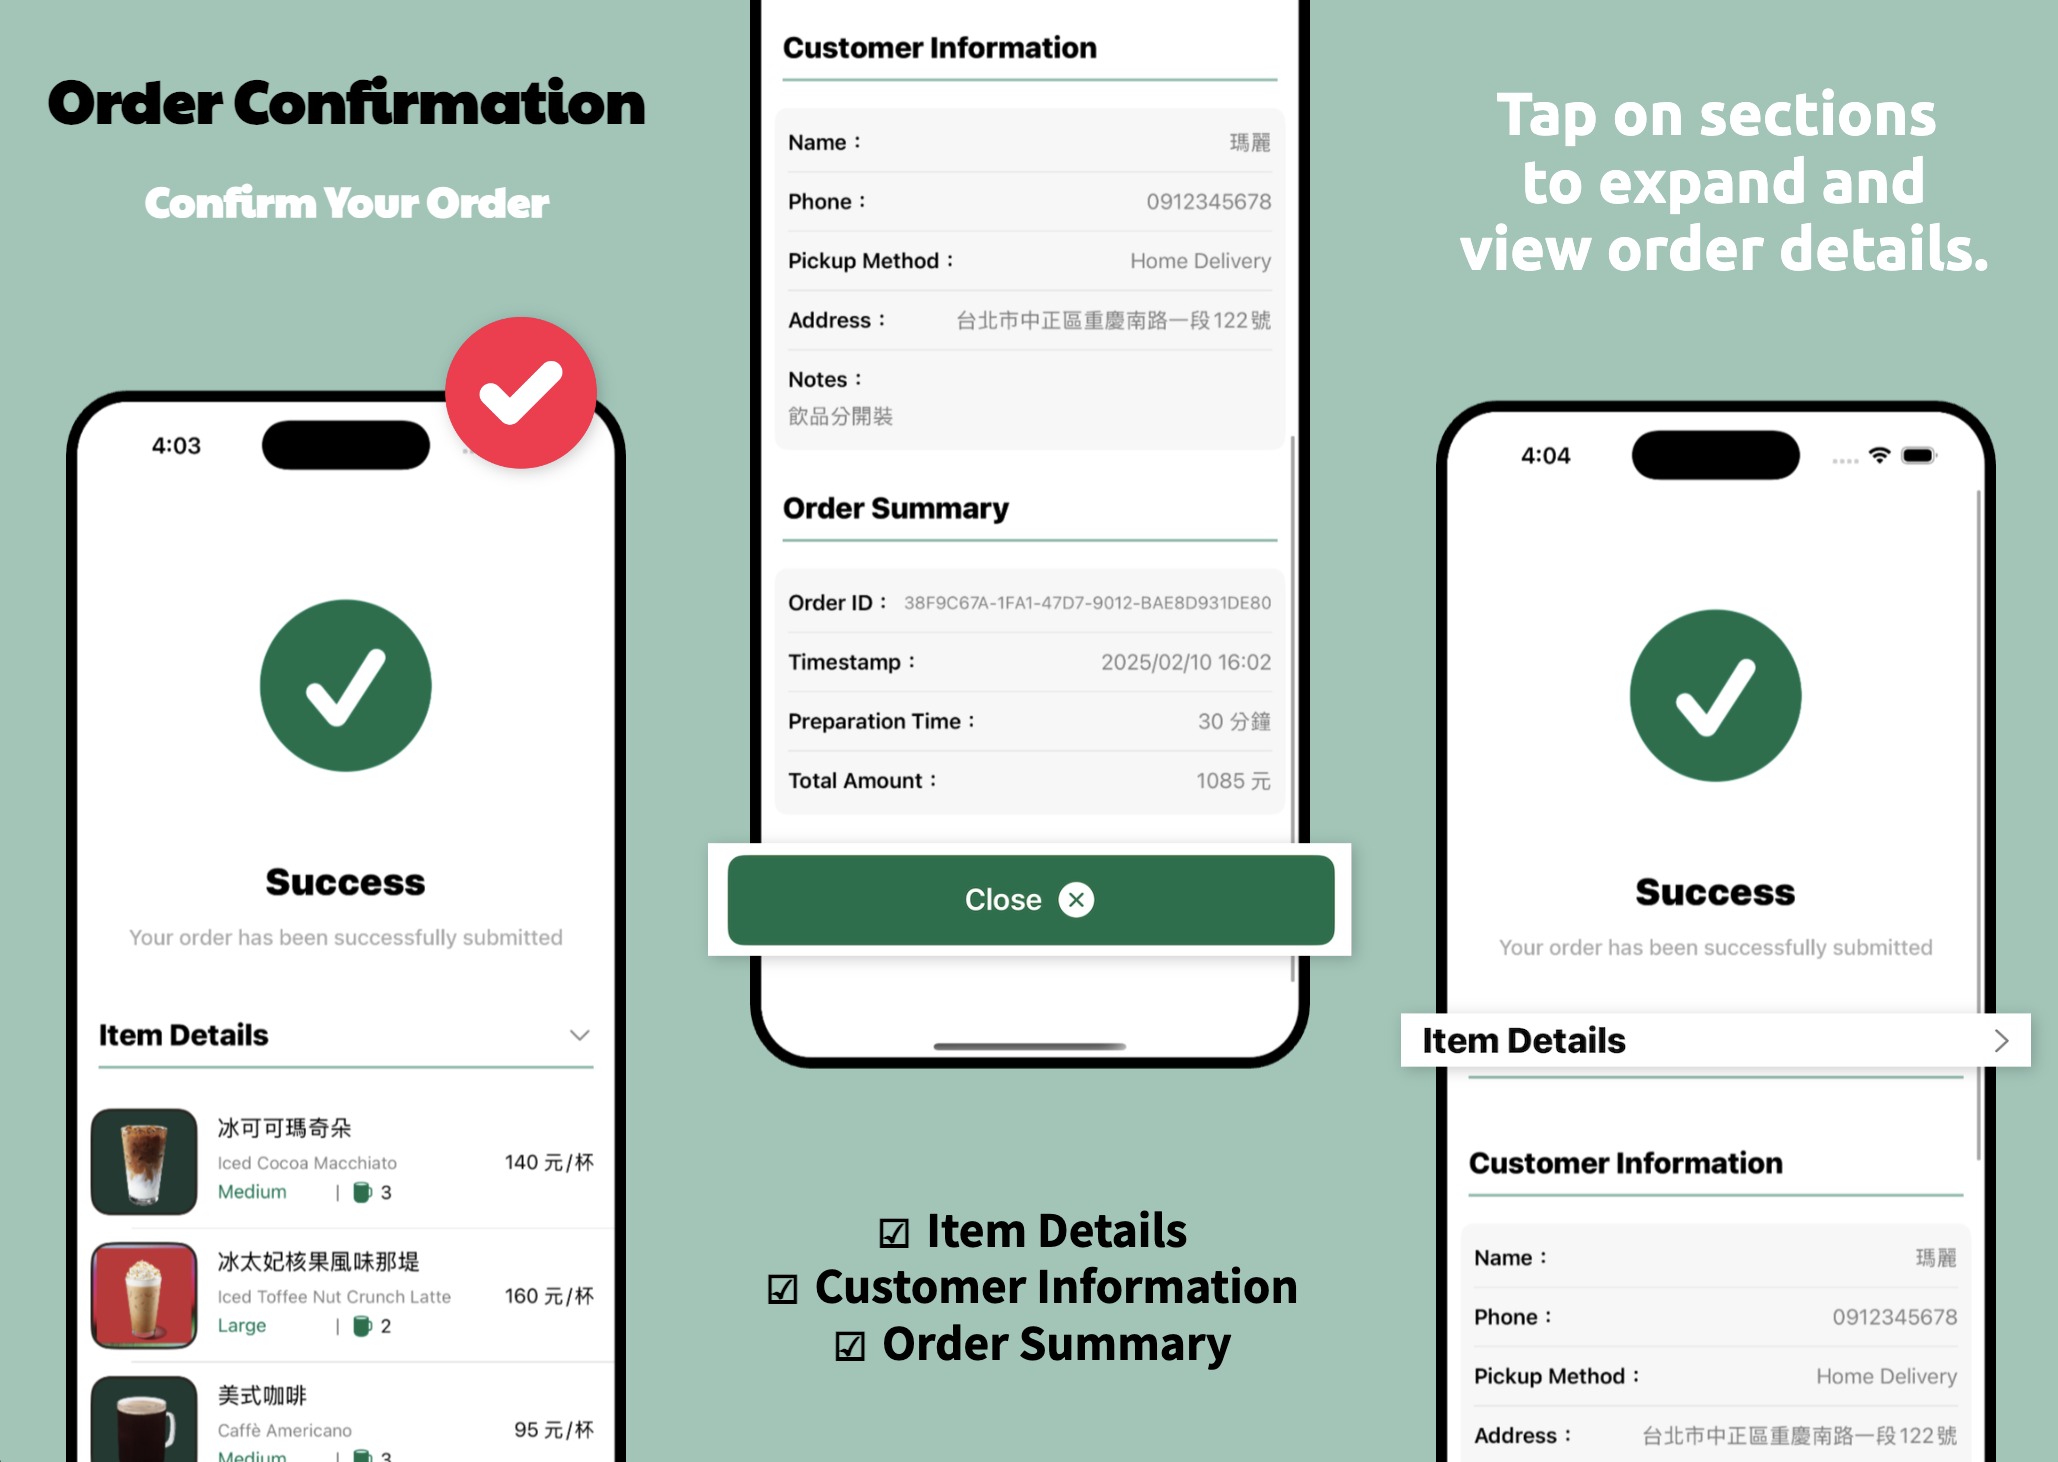 Order Confirmation
Confirm Your Order
4:03
Success
Your order has been successfully submitted
Item Details
冰可可瑪奇朵
Iced Cocoa Macchiato
140 元/杯
Medium | 3
冰太妃核果風味那堤
Iced Toffee Nut Crunch Latte
160 元/杯
Large | 2
美式咖啡
Caffè Americano
95 元/杯
Medium | 3
Customer Information
Name： 瑪麗
Phone： 0912345678
Pickup Method： Home Delivery
Address： 台北市中正區重慶南路一段122號
Notes：
飲品分開裝
Order Summary
Order ID： 38F9C67A-1FA1-47D7-9012-BAE8D931DE80
Timestamp： 2025/02/10 16:02
Preparation Time： 30 分鐘
Total Amount： 1085 元
Close
☑ Item Details
☑ Customer Information
☑ Order Summary
Tap on sections
to expand and
view order details.
4:04
Success
Your order has been successfully submitted
Item Details
Customer Information
Name： 瑪麗
Phone： 0912345678
Pickup Method： Home Delivery
Address： 台北市中正區重慶南路一段122號